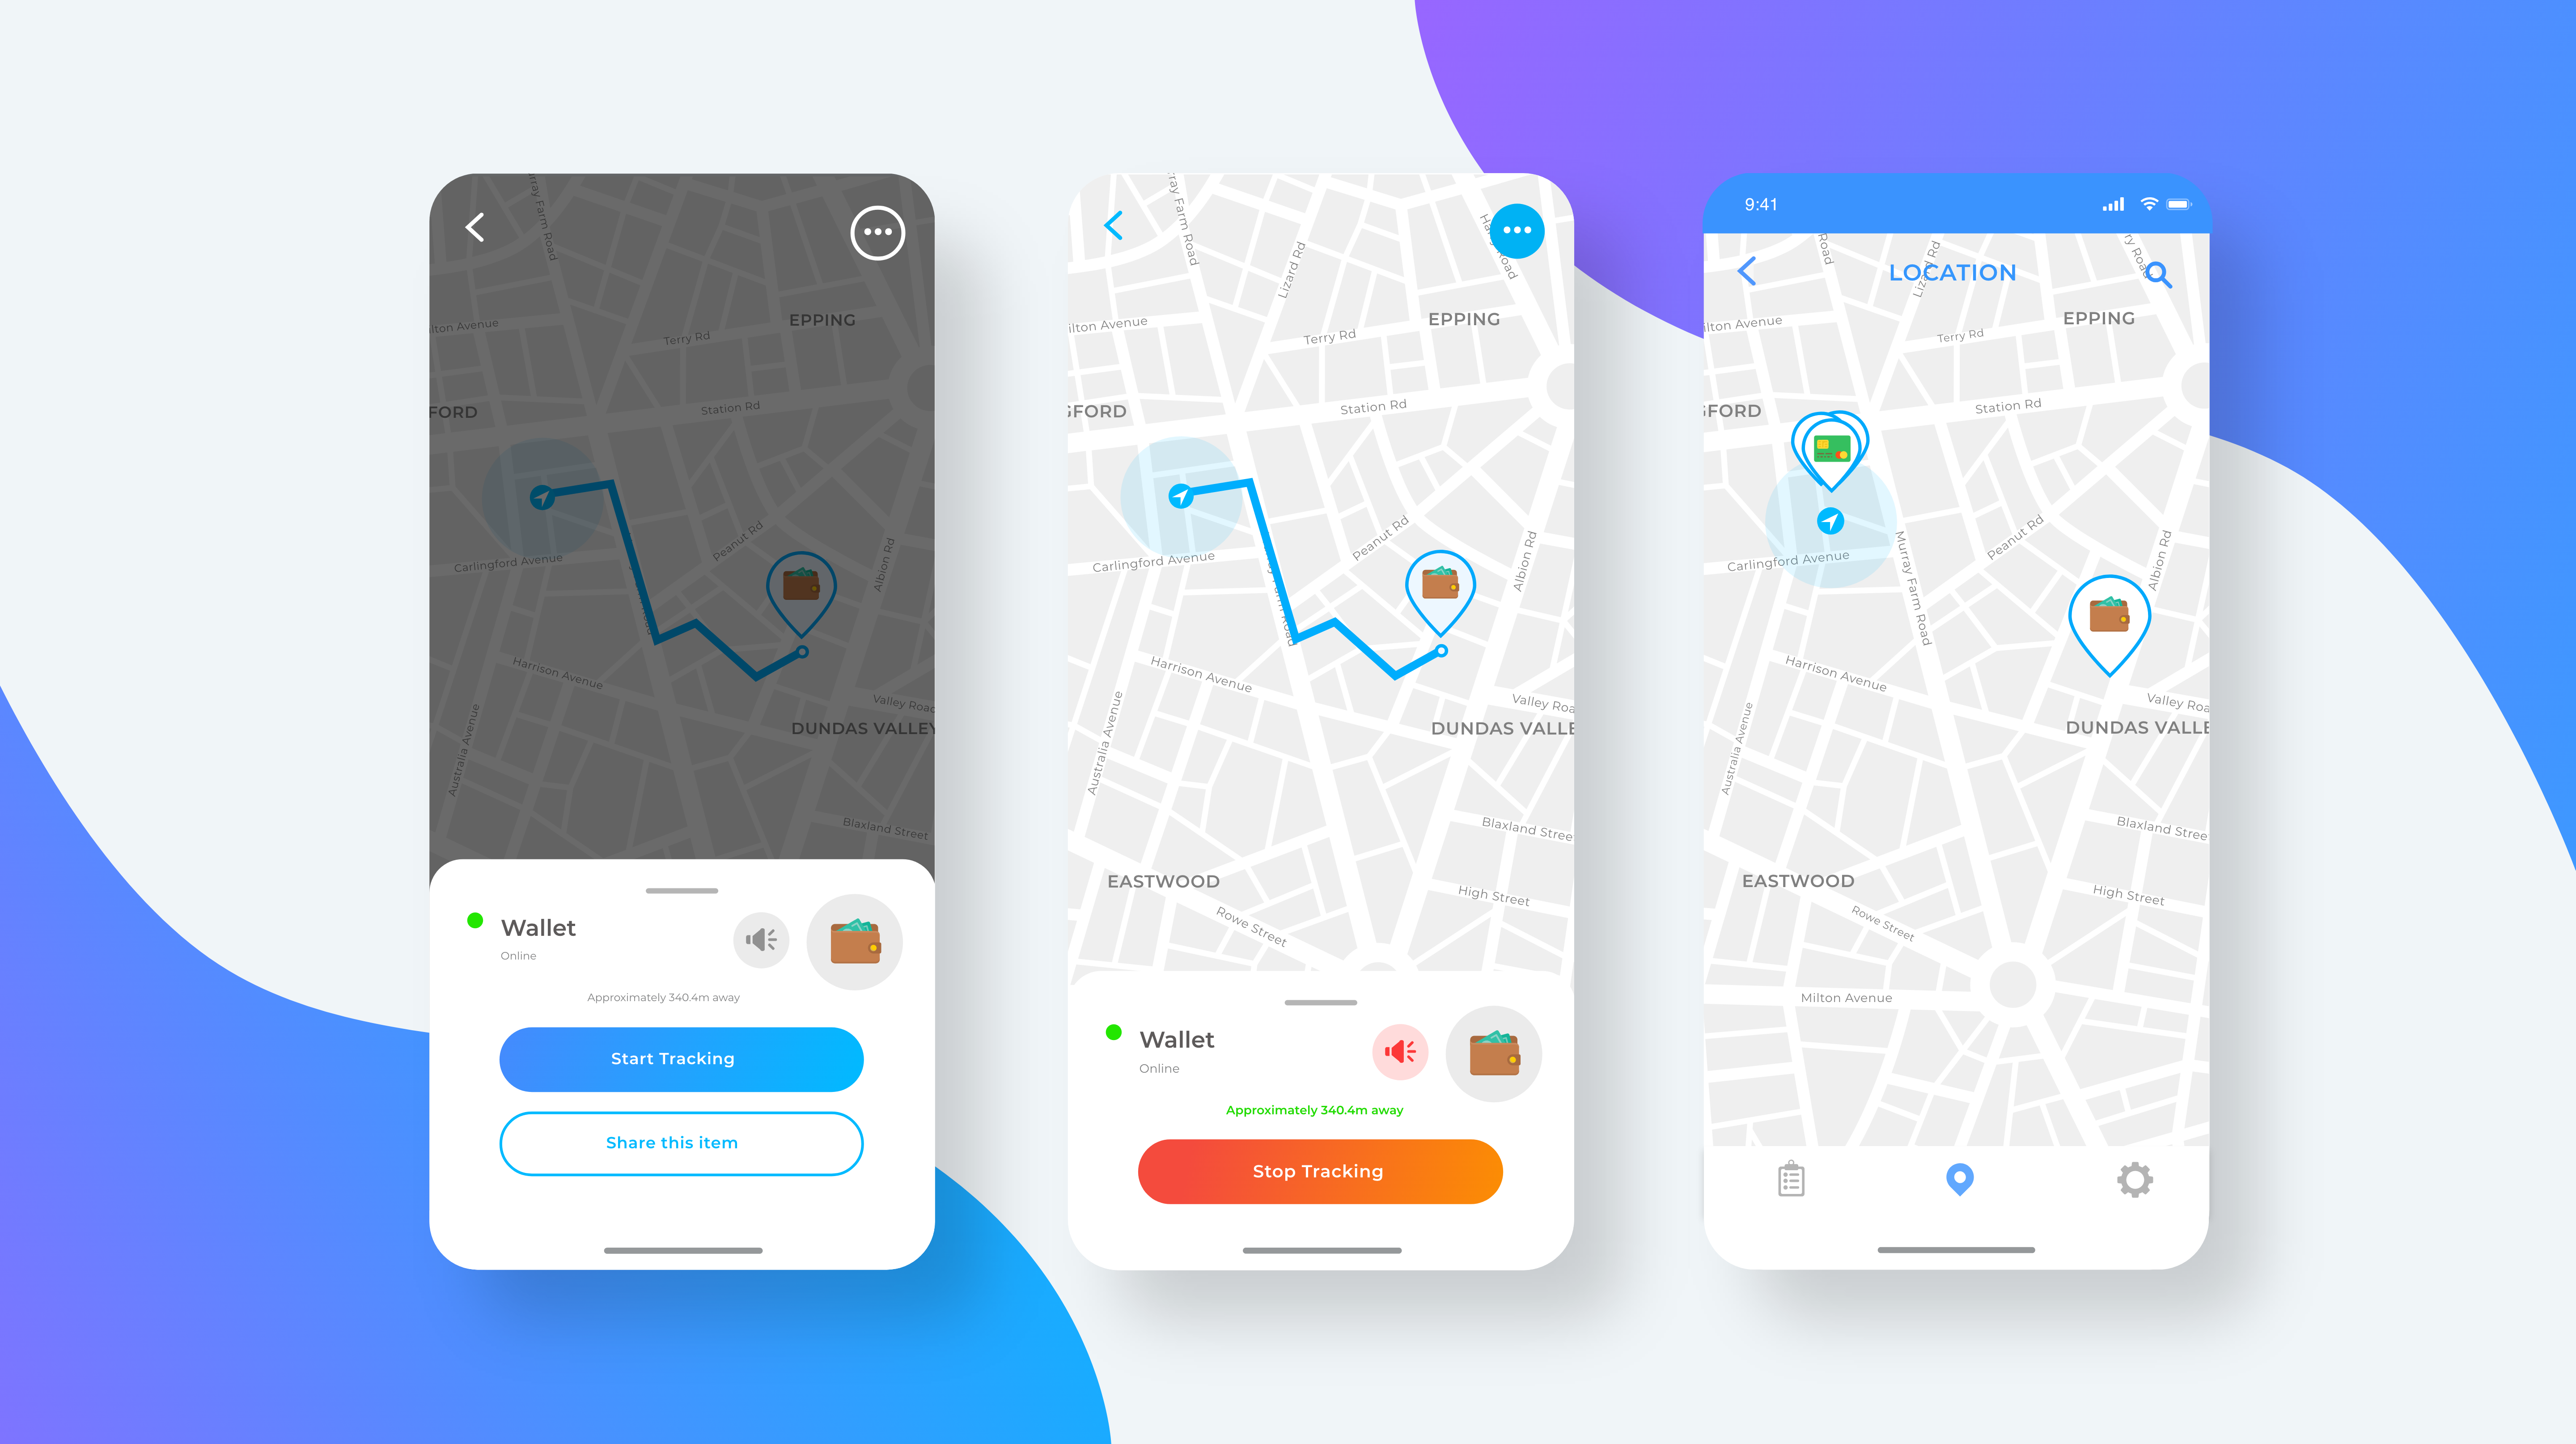 rray Farm Road
EPPING
ilton Avenue
Terry Rd
Station Rd
FORD
Peanut Rd
Carlingford Avenue
Albion Rd
Harrison Avenue
Valley Road
DUNDAS VALLEY
Australia Avenue
Blaxland Street
Wallet
Online
Approximately 340.4m away
Start Tracking
Share this item
ray Farm Road
Lizard Rd
EPPING
ilton Avenue
Terry Rd
Station Rd
GFORD
Peanut Rd
Carlingford Avenue
Albion Rd
Harrison Avenue
Valley Roa
DUNDAS VALLE
Australia Avenue
Blaxland Stree
EASTWOOD
High Street
Rowe Street
Wallet
Online
Approximately 340.4m away
Stop Tracking
9:41
Road
LOCATION
ry Road
EPPING
ilton Avenue
Terry Rd
Station Rd
GFORD
Peanut Rd
Carlingford Avenue
Murray Farm Road
Albion Rd
Harrison Avenue
Valley Roa
DUNDAS VALLE
Australia Avenue
Blaxland Stree
EASTWOOD
High Street
Rowe Street
Milton Avenue